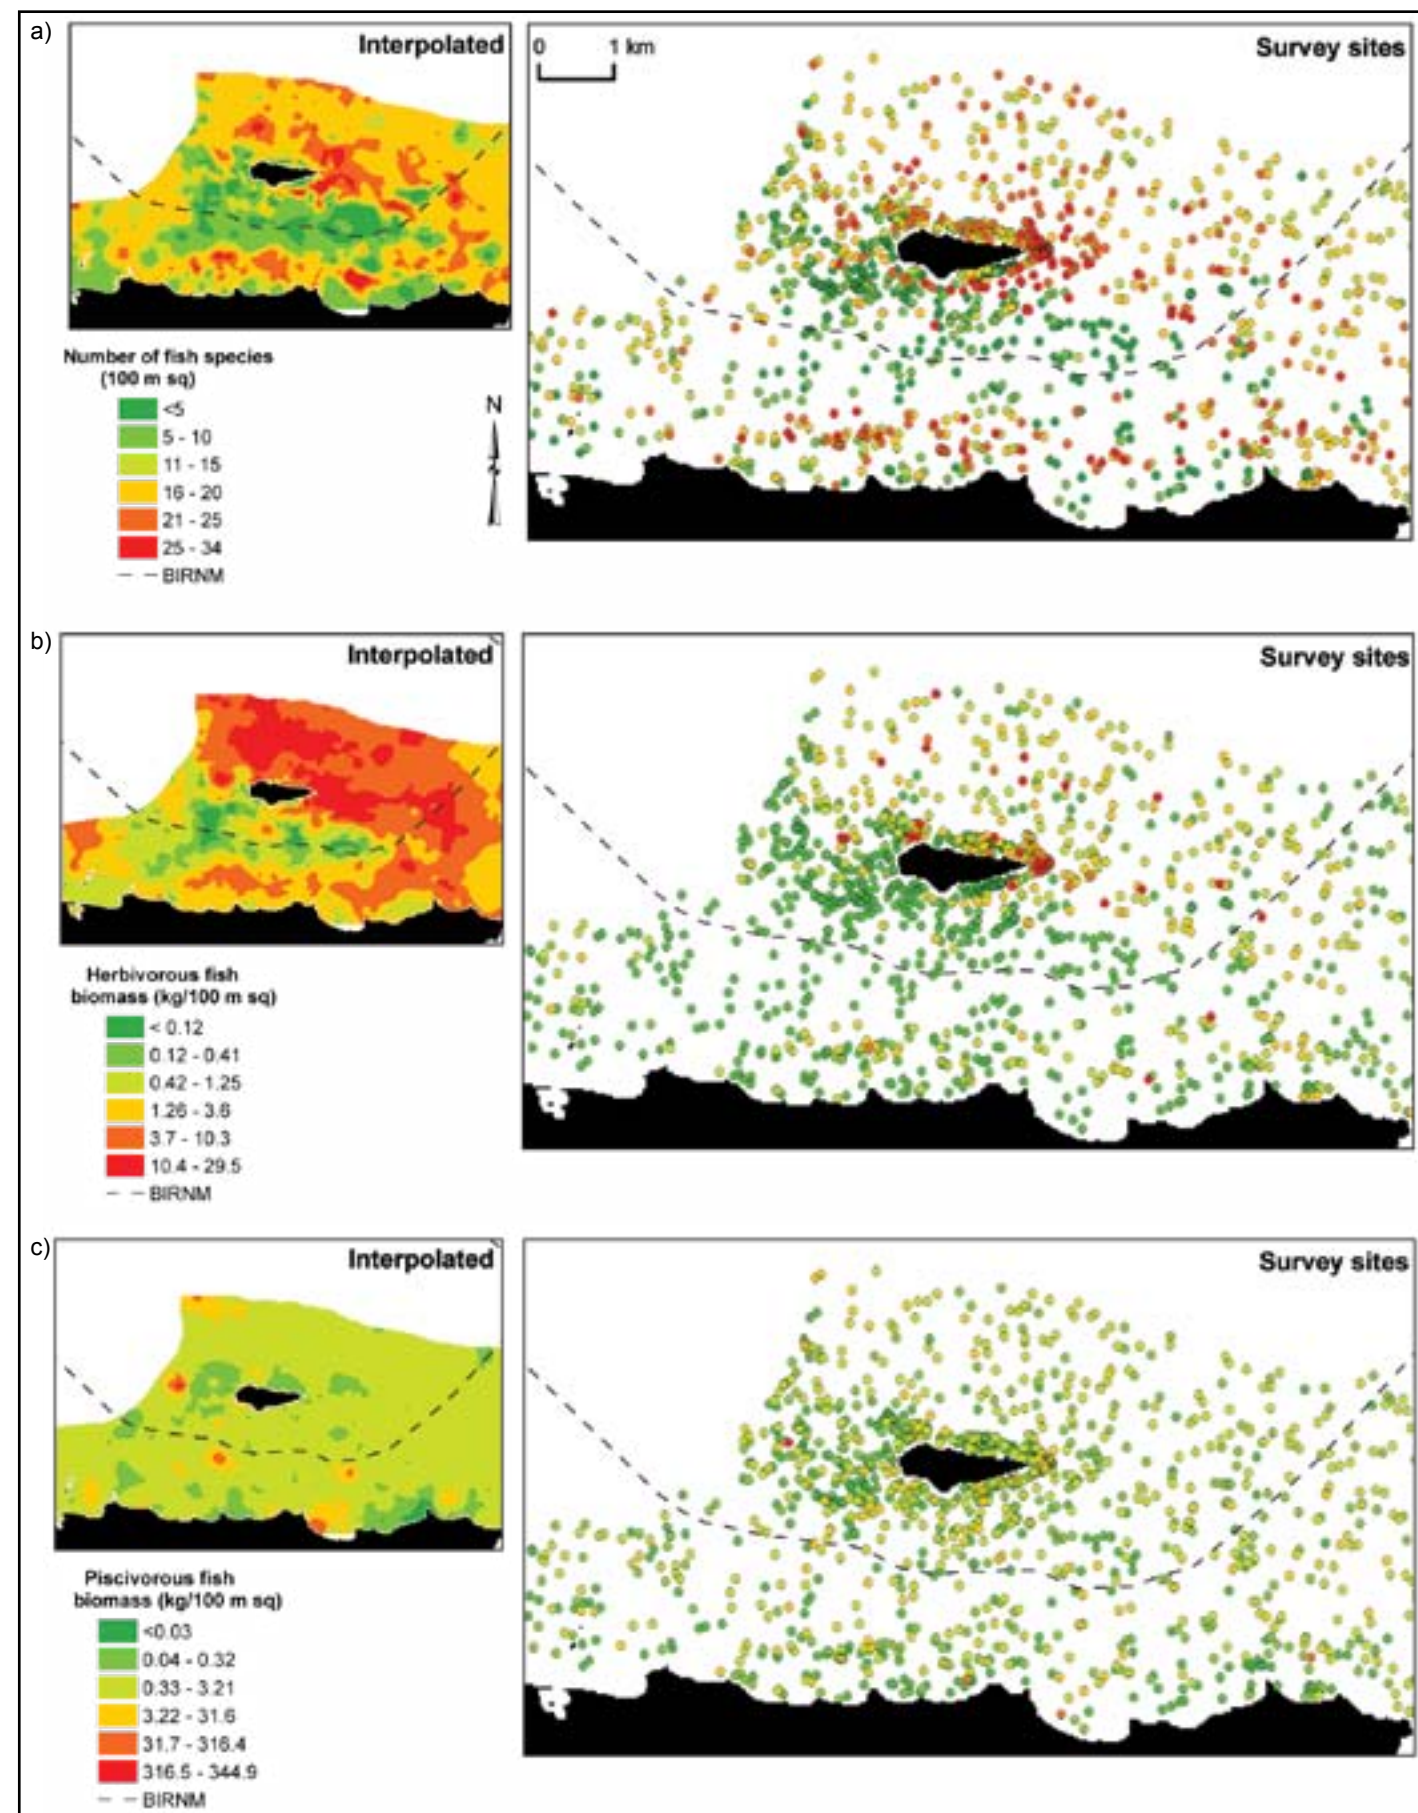 a)
Interpolated
0 1 km
Survey sites
Number of fish species
(100 m sq)
<5
5 - 10
11 - 15
16 - 20
21 - 25
25 - 34
BIRNM
N
b)
Interpolated
Survey sites
Herbivorous fish
biomass (kg/100 m sq)
< 0.12
0.12 - 0.41
0.42 - 1.25
1.26 - 3.6
3.7 - 10.3
10.4 - 29.5
BIRNM
c)
Interpolated
Survey sites
Piscivorous fish
biomass (kg/100 m sq)
<0.03
0.04 - 0.32
0.33 - 3.21
3.22 - 31.6
31.7 - 316.4
316.5 - 344.9
BIRNM